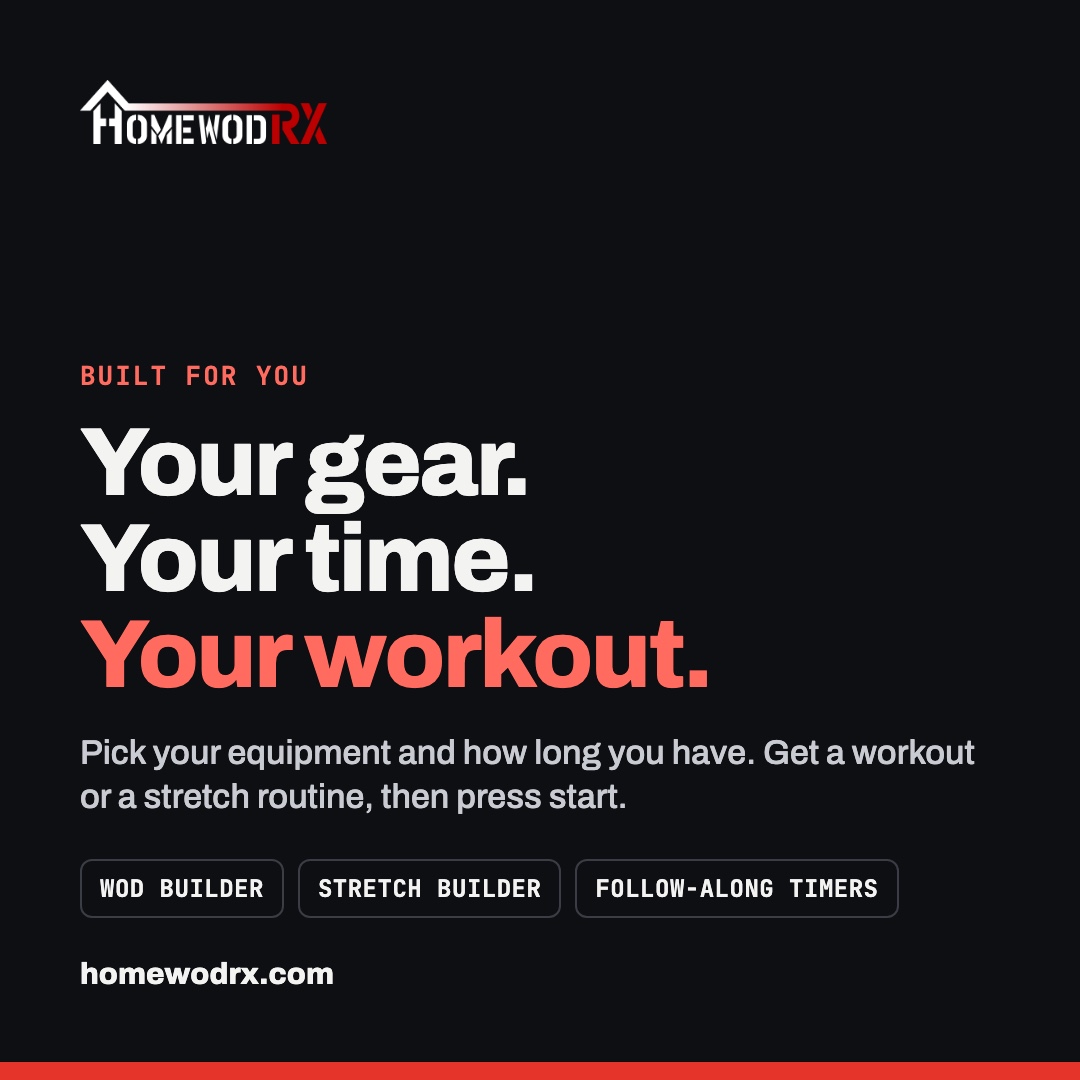 HOMEWODRX
BUILT FOR YOU
Your gear.
Your time.
Your workout.
Pick your equipment and how long you have. Get a workout
or a stretch routine, then press start.
WOD BUILDER
STRETCH BUILDER
FOLLOW-ALONG TIMERS
homewodrx.com